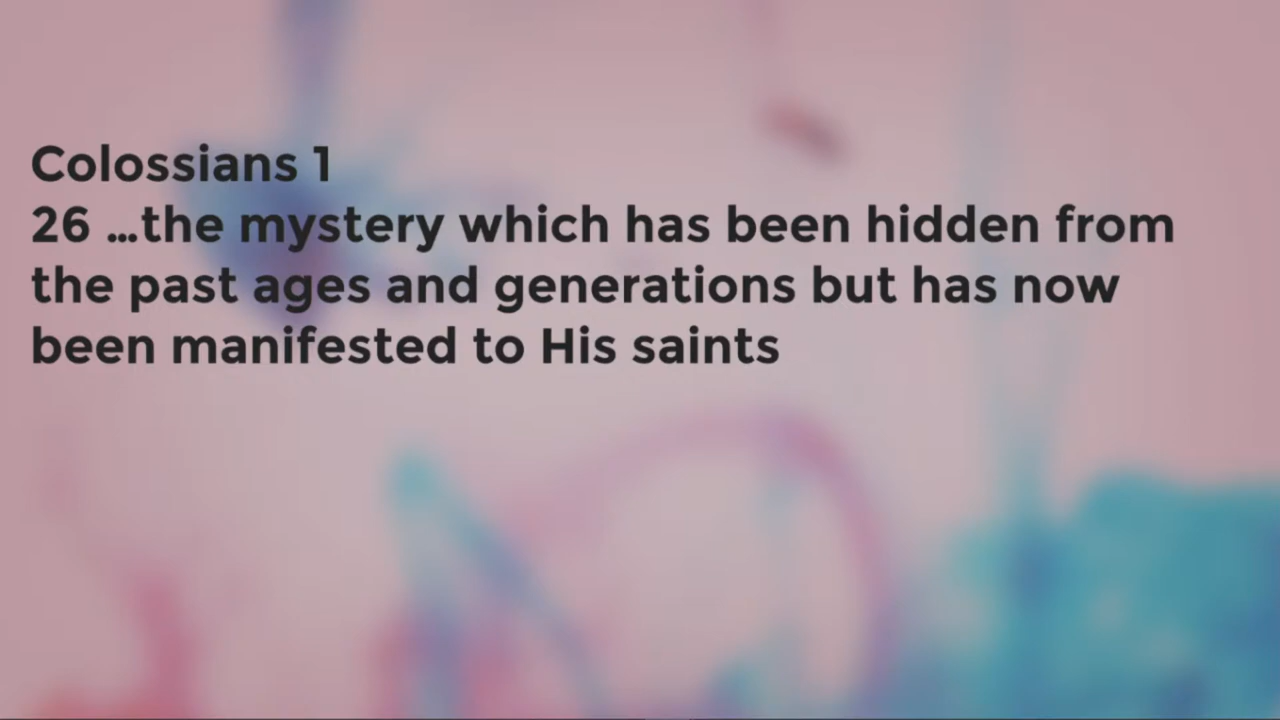 Colossians 1
26 …the mystery which has been hidden from
the past ages and generations but has now
been manifested to His saints